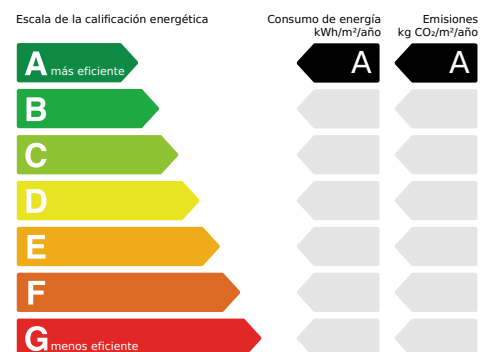 Escala de la calificación energética
Consumo de energía
kWh/m²/año
Emisiones
kg CO₂/m²/año
A más eficiente
A
A
B
C
D
E
F
G menos eficiente